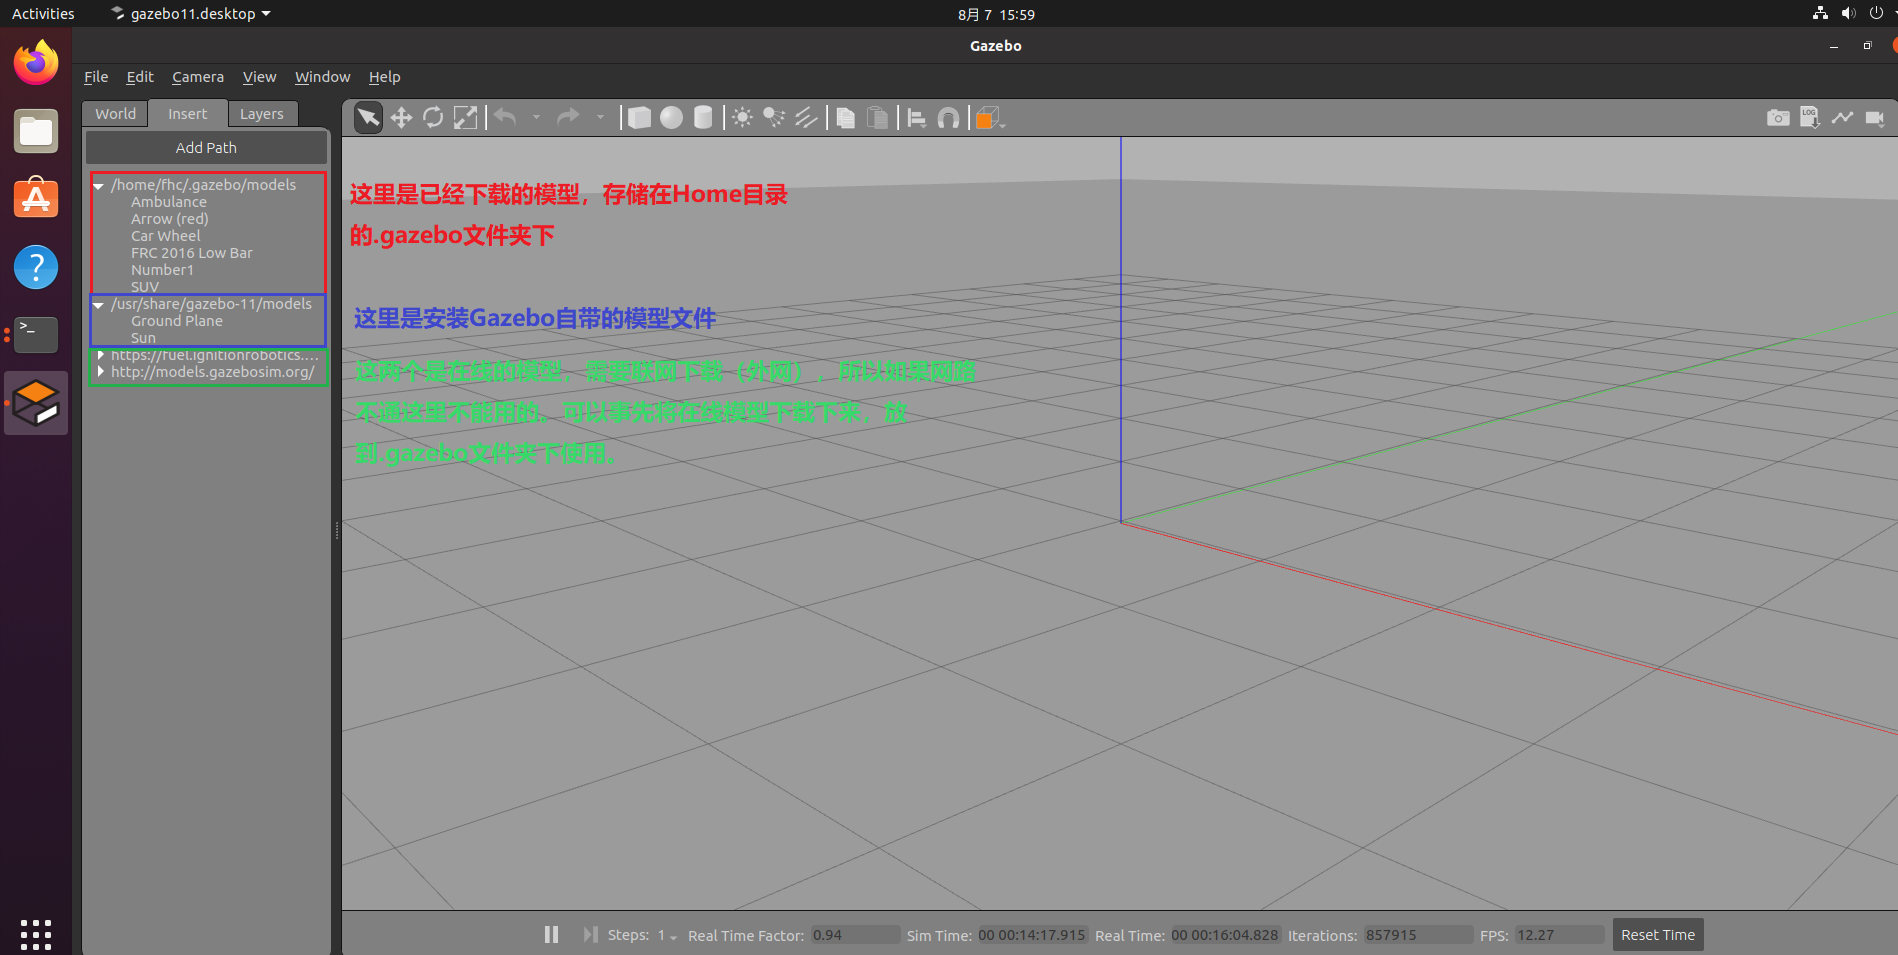 Activities
gazebo11.desktop
8月 7 15:59
Gazebo
File Edit Camera View Window Help
World Insert Layers
Add Path
/home/fhc/.gazebo/models
Ambulance
Arrow (red)
Car Wheel
FRC 2016 Low Bar
Number1
SUV
/usr/share/gazebo-11/models
Ground Plane
Sun
https://fuel.ignitionrobotics....
http://models.gazebosim.org/
LOG
这里是已经下载的模型，存储在Home目录
的.gazebo文件夹下
这里是安装Gazebo自带的模型文件
这两个是在线的模型，需要联网下载（外网），所以如果网路
不通这里不能用的。可以事先将在线模型下载下来，放
到.gazebo文件夹下使用。
Steps: 1 Real Time Factor: 0.94 Sim Time: 00 00:14:17.915 Real Time: 00 00:16:04.828 Iterations: 857915 FPS: 12.27 Reset Time